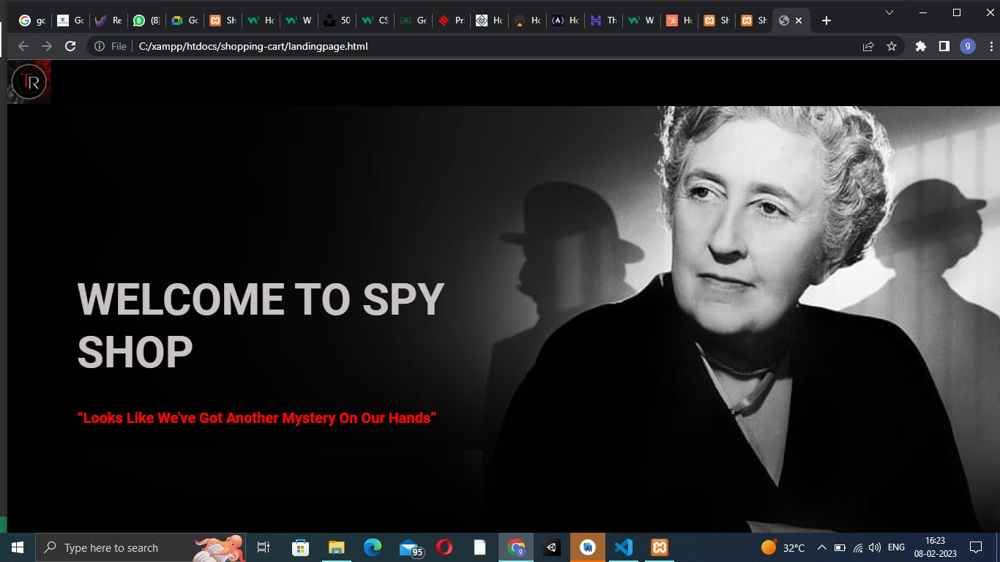 gc
Gc
Re
(8)
Gc
Sh
Hc
W
50
CS
Ge
Pr
Hc
Hc
Hc
Th
W
Hc
Sh
Sh
File
C:/xampp/htdocs/shopping-cart/landingpage.html
g
TR
WELCOME TO SPY
SHOP
“Looks Like We've Got Another Mystery On Our Hands”
Type here to search
95
32°C
ENG
16:23
08-02-2023